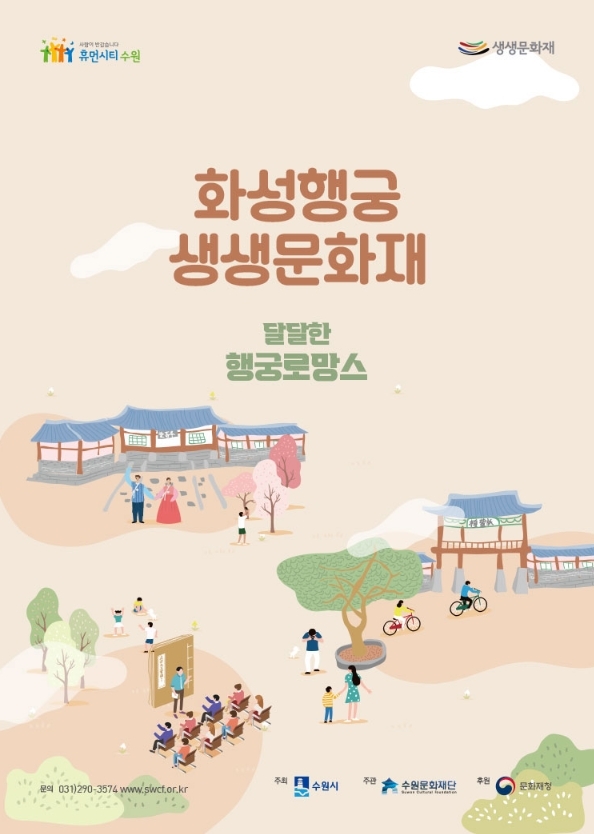 사람이 반갑습니다
휴먼시티 수원
생생문화재
화성행궁
생생문화재
달달한
행궁로망스
문의 031)290-3574 www.swcf.or.kr
주최 수원시 주관 수원문화재단 후원 문화재청
Suwon Cultural Foundation